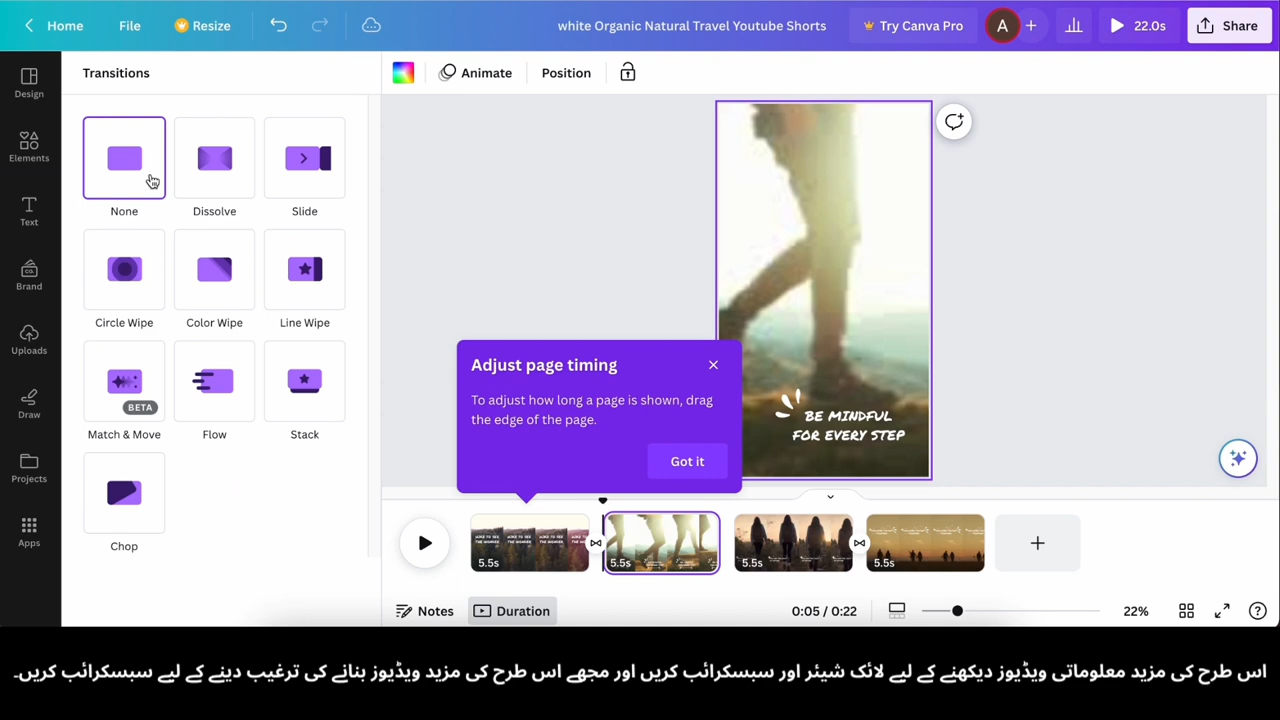 Home
File
Resize
white Organic Natural Travel Youtube Shorts
Try Canva Pro
A
22.0s
Share
Design
Elements
Text
Brand
Uploads
Draw
Projects
Apps
Transitions
None
Dissolve
Slide
Circle Wipe
Color Wipe
Line Wipe
BETA
Match & Move
Flow
Stack
Chop
Animate
Position
BE MINDFUL
FOR EVERY STEP
Adjust page timing
To adjust how long a page is shown, drag
the edge of the page.
Got it
5.5s
5.5s
5.5s
5.5s
Notes
Duration
0:05 / 0:22
22%
اس طرح کی مزید معلوماتی ویڈیوز دیکھنے کے لیے لائک شیئر اور سبسکرائب کریں اور مجھے اس طرح کی مزید ویڈیوز بنانے کی ترغیب دینے کے لیے سبسکرائب کریں۔